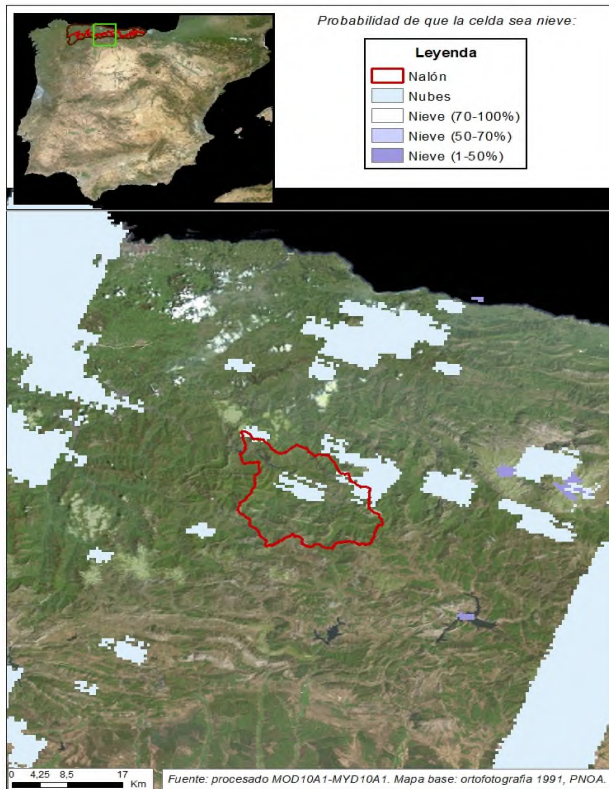 Probabilidad de que la celda sea nieve:
Leyenda
Nalón
Nubes
Nieve (70-100%)
Nieve (50-70%)
Nieve (1-50%)
0 4,25 8,5 17
Km
Fuente: procesado MOD10A1-MYD10A1. Mapa base: ortofotografia 1991, PNOA.